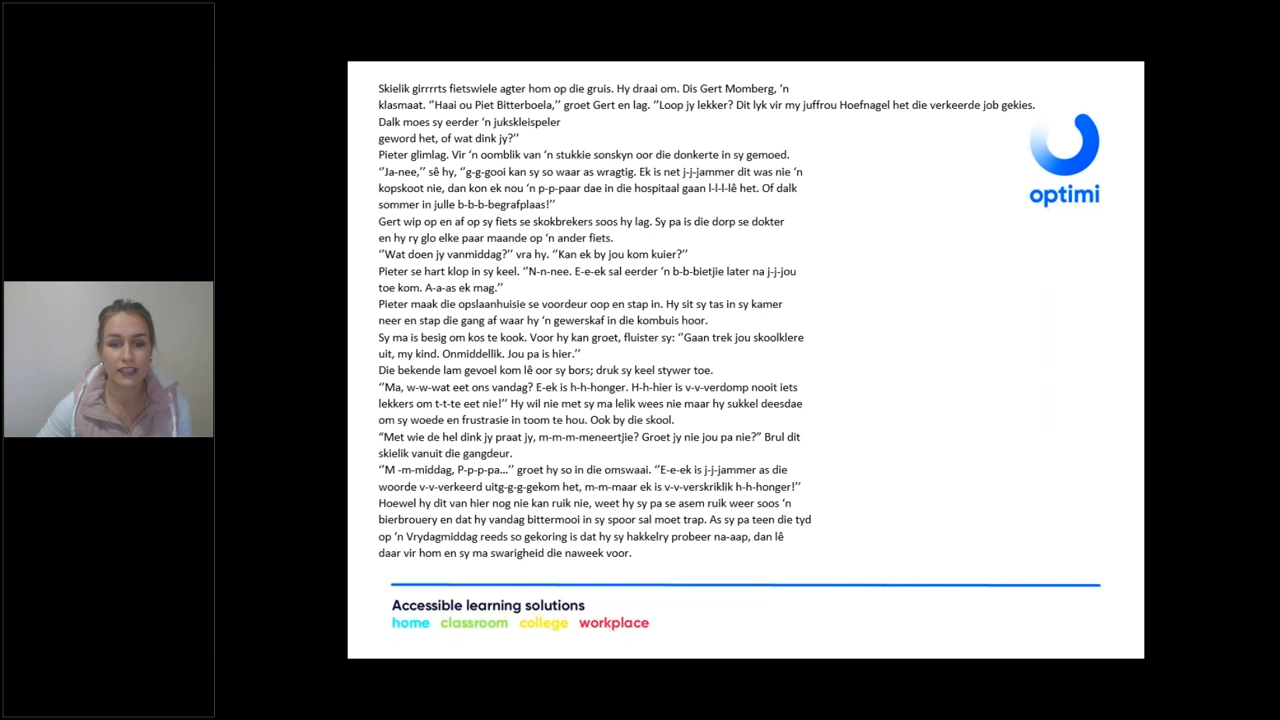 Skielik girrrrts fietswiele agter hom op die gruis. Hy draai om. Dis Gert Momberg, ‘n
klasmaat. ‘’Haai ou Piet Bitterboela,’’ groet Gert en lag. ‘’Loop jy lekker? Dit lyk vir my juffrou Hoefnagel het die verkeerde job gekies.
Dalk moes sy eerder ‘n jukskleispeler
geword het, of wat dink jy?’’
Pieter glimlag. Vir ‘n oomblik van ‘n stukkie sonskyn oor die donkerte in sy gemoed.
‘’Ja-nee,’’ sê hy, ‘’g-g-gooi kan sy so waar as wragtig. Ek is net j-j-jammer dit was nie ‘n
kopskoot nie, dan kon ek nou ‘n p-p-paar dae in die hospitaal gaan l-l-l-lê het. Of dalk
sommer in julle b-b-b-begrafplaas!’’
Gert wip op en af op sy fiets se skokbrekers soos hy lag. Sy pa is die dorp se dokter
en hy ry glo elke paar maande op ‘n ander fiets.
‘’Wat doen jy vanmiddag?’’ vra hy. ‘’Kan ek by jou kom kuier?’’
Pieter se hart klop in sy keel. ‘’N-n-nee. E-e-ek sal eerder ‘n b-b-bietjie later na j-j-jou
toe kom. A-a-as ek mag.’’
Pieter maak die opslaanhuisie se voordeur oop en stap in. Hy sit sy tas in sy kamer
neer en stap die gang af waar hy ‘n gewerskaf in die kombuis hoor.
Sy ma is besig om kos te kook. Voor hy kan groet, fluister sy: ‘’Gaan trek jou skoolklere
uit, my kind. Onmiddellik. Jou pa is hier.’’
Die bekende lam gevoel kom lê oor sy bors; druk sy keel stywer toe.
‘’Ma, w-w-wat eet ons vandag? E-ek is h-h-honger. H-h-hier is v-v-verdomp nooit iets
lekkers om t-t-te eet nie!’’ Hy wil nie met sy ma lelik wees nie maar hy sukkel deesdae
om sy woede en frustrasie in toom te hou. Ook by die skool.
“Met wie de hel dink jy praat jy, m-m-m-meneertjie? Groet jy nie jou pa nie?” Brul dit
skielik vanuit die gangdeur.
‘’M -m-middag, P-p-p-pa…’’ groet hy so in die omswaai. ‘’E-e-ek is j-j-jammer as die
woorde v-v-verkeerd uitg-g-g-gekom het, m-m-maar ek is v-v-verskriklik h-h-honger!’’
Hoewel hy dit van hier nog nie kan ruik nie, weet hy sy pa se asem ruik weer soos ‘n
bierbrouery en dat hy vandag bittermooi in sy spoor sal moet trap. As sy pa teen die tyd
op ‘n Vrydagmiddag reeds so gekoring is dat hy sy hakkelry probeer na-aap, dan lê
daar vir hom en sy ma swarigheid die naweek voor.
optimi
Accessible learning solutions
home classroom college workplace